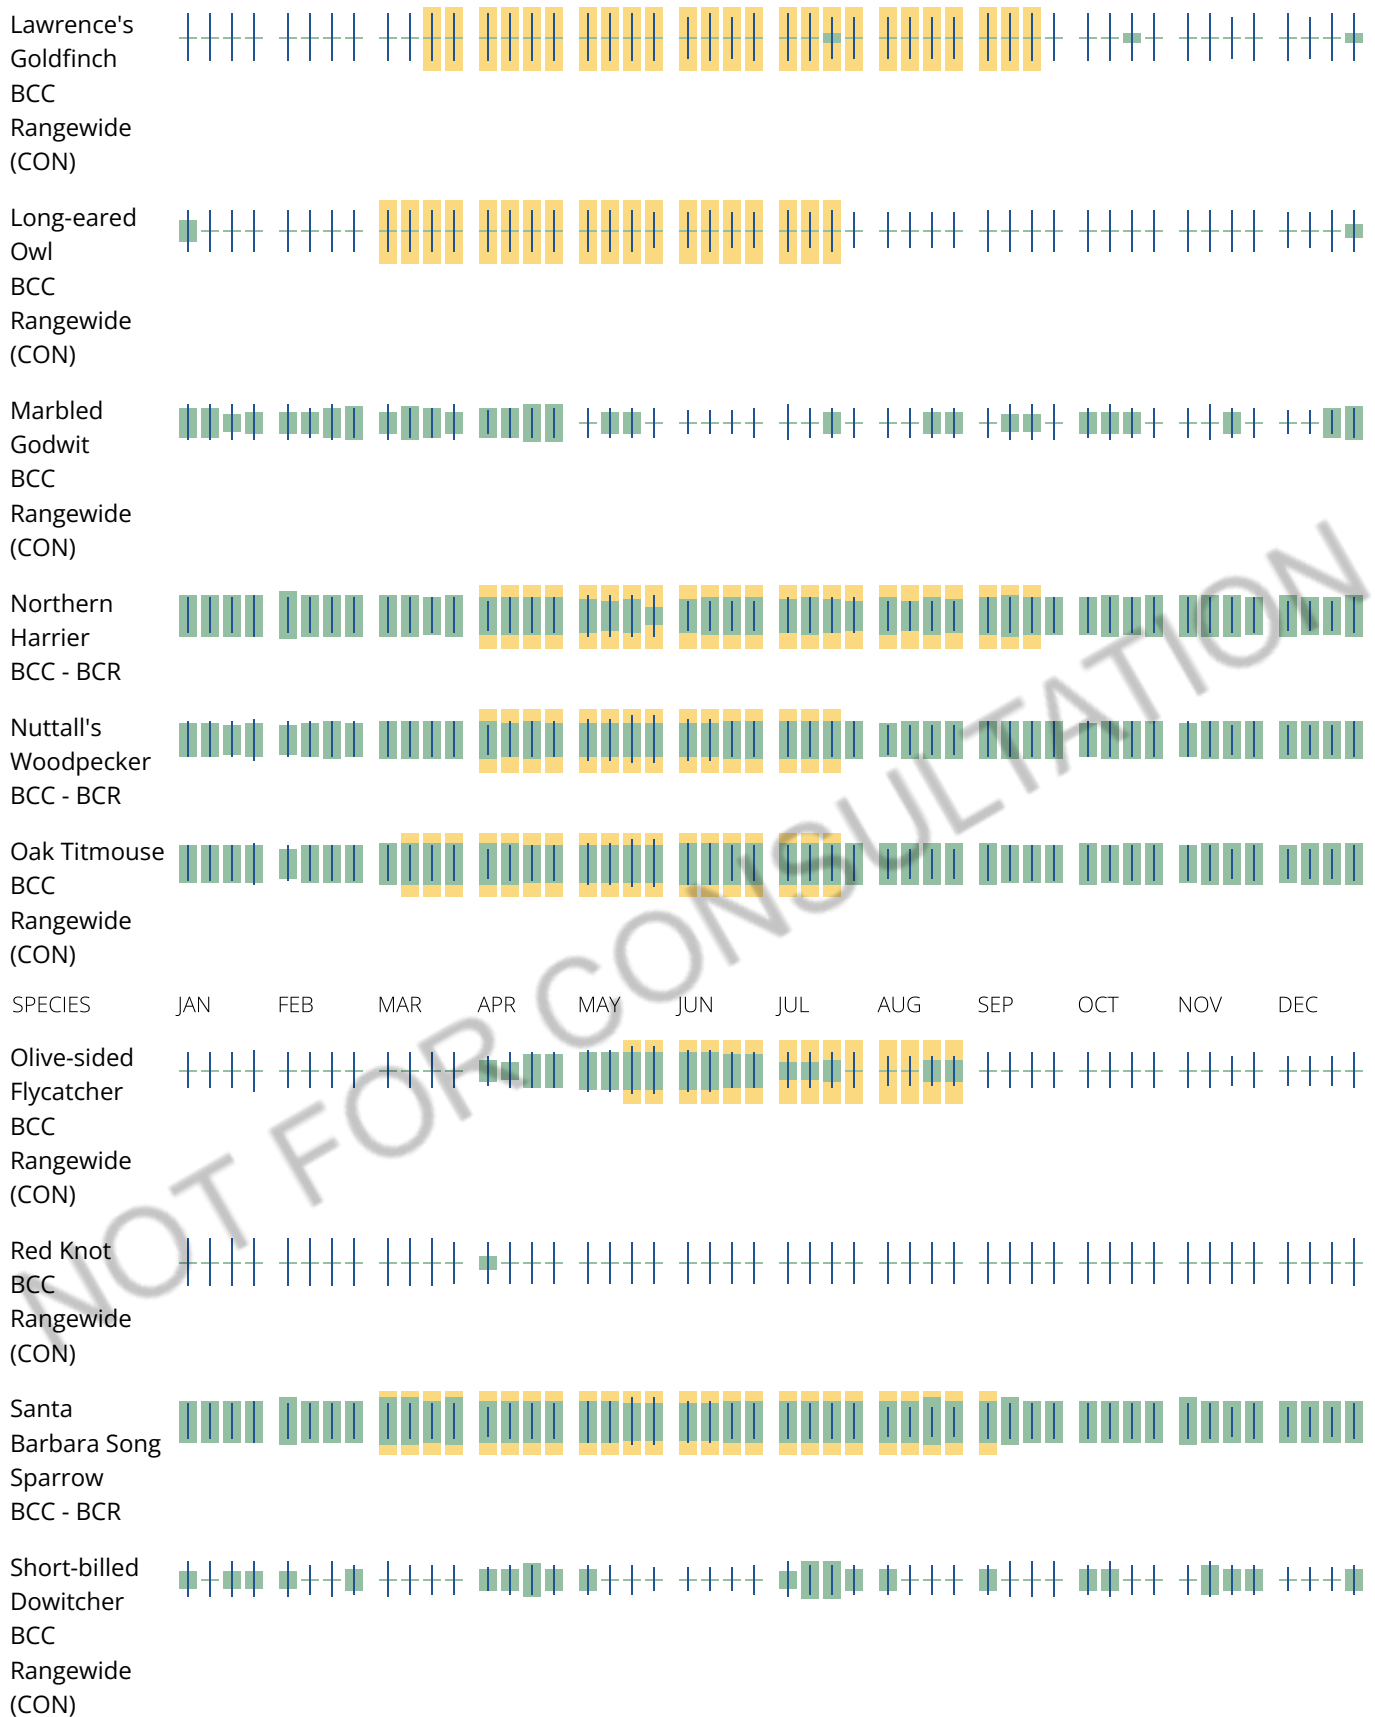 Lawrence's
Goldfinch
BCC
Rangewide
(CON)
Long-eared
Owl
BCC
Rangewide
(CON)
Marbled
Godwit
BCC
Rangewide
(CON)
Northern
Harrier
BCC - BCR
Nuttall's
Woodpecker
BCC - BCR
Oak Titmouse
BCC
Rangewide
(CON)
SPECIES JAN FEB MAR APR MAY JUN JUL AUG SEP OCT NOV DEC
Olive-sided
Flycatcher
BCC
Rangewide
(CON)
Red Knot
BCC
Rangewide
(CON)
Santa
Barbara Song
Sparrow
BCC - BCR
Short-billed
Dowitcher
BCC
Rangewide
(CON)
NOT FOR CONSULTATION